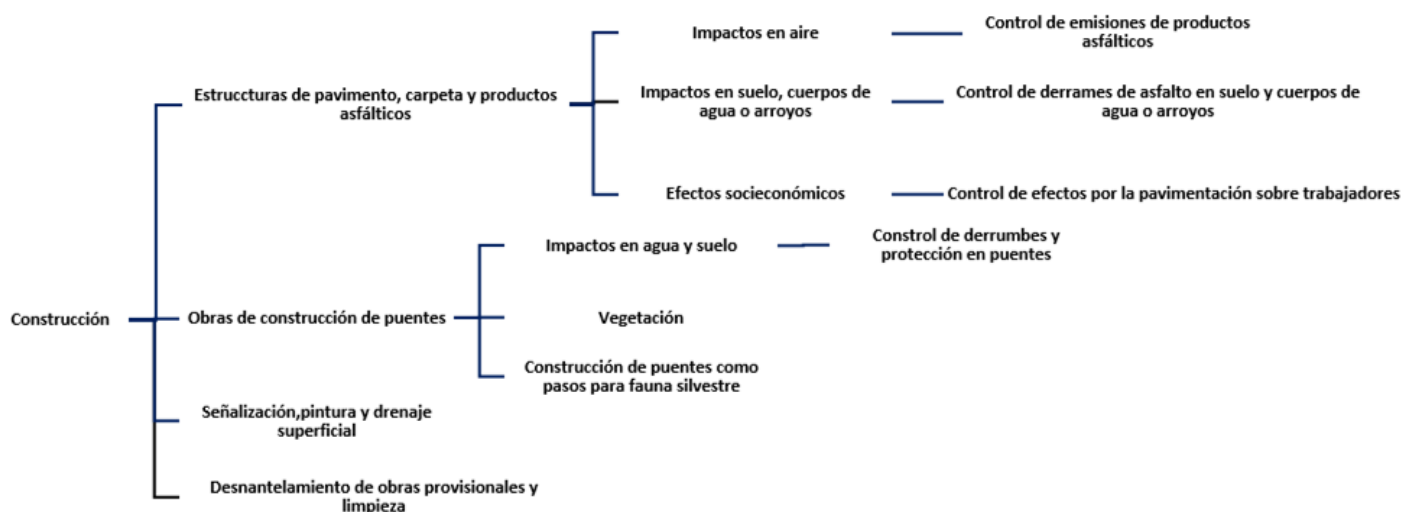 Impactos en aire
Control de emisiones de productos
asfálticos
Estruccturas de pavimento, carpeta y productos
asfálticos
Impactos en suelo, cuerpos de
agua o arroyos
Control de derrames de asfalto en suelo y cuerpos de
agua o arroyos
Efectos socieconómicos
Control de efectos por la pavimentación sobre trabajadores
Construcción
Obras de construcción de puentes
Impactos en agua y suelo
Constrol de derrumbes y
protección en puentes
Vegetación
Construcción de puentes como
pasos para fauna silvestre
Señalización,pintura y drenaje
superficial
Desnantelamiento de obras provisionales y
limpieza